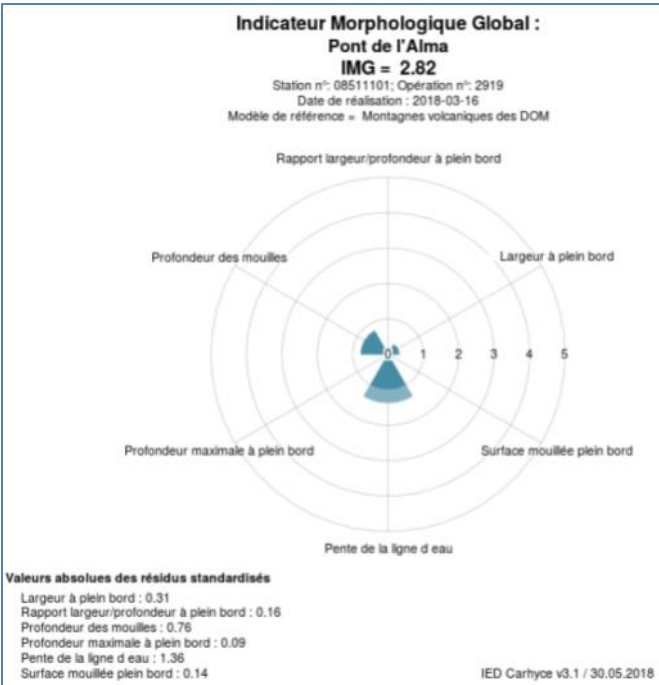 Indicateur Morphologique Global :
Pont de l'Alma
IMG = 2.82
Station n°: 08511101; Opération n°: 2919
Date de réalisation : 2018-03-16
Modèle de référence = Montagnes volcaniques des DOM
Rapport largeur/profondeur à plein bord
Profondeur des mouilles
Largeur à plein bord
0 1 2 3 4 5
Profondeur maximale à plein bord
Surface mouillée plein bord
Pente de la ligne d eau
Valeurs absolues des résidus standardisés
Largeur à plein bord : 0.31
Rapport largeur/profondeur à plein bord : 0.16
Profondeur des mouilles : 0.76
Profondeur maximale à plein bord : 0.09
Pente de la ligne d eau : 1.36
Surface mouillée plein bord : 0.14
IED Carhyce v3.1 / 30.05.2018